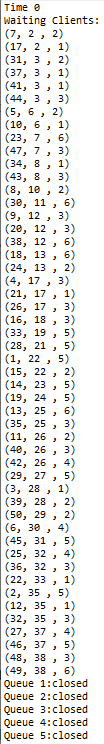 Time 0
Waiting Clients:
(7, 2 , 2)
(17, 2 , 1)
(31, 3 , 2)
(37, 3 , 1)
(41, 3 , 1)
(44, 3 , 3)
(5, 6 , 2)
(10, 6 , 1)
(23, 7 , 6)
(47, 7 , 3)
(34, 8 , 1)
(43, 8 , 3)
(8, 10 , 2)
(30, 11 , 6)
(9, 12 , 3)
(20, 12 , 3)
(38, 12 , 6)
(18, 13 , 6)
(24, 13 , 2)
(4, 17 , 3)
(21, 17 , 1)
(26, 17 , 3)
(16, 18 , 3)
(33, 19 , 5)
(28, 21 , 5)
(1, 22 , 5)
(15, 22 , 2)
(14, 23 , 5)
(19, 24 , 5)
(13, 25 , 6)
(35, 25 , 3)
(11, 26 , 2)
(40, 26 , 3)
(42, 26 , 4)
(29, 27 , 5)
(3, 28 , 1)
(39, 28 , 2)
(50, 29 , 2)
(6, 30 , 4)
(45, 31 , 5)
(25, 32 , 4)
(36, 32 , 3)
(22, 33 , 1)
(2, 35 , 5)
(12, 35 , 1)
(32, 35 , 3)
(27, 37 , 4)
(46, 37 , 5)
(48, 38 , 3)
(49, 38 , 6)
Queue 1:closed
Queue 2:closed
Queue 3:closed
Queue 4:closed
Queue 5:closed